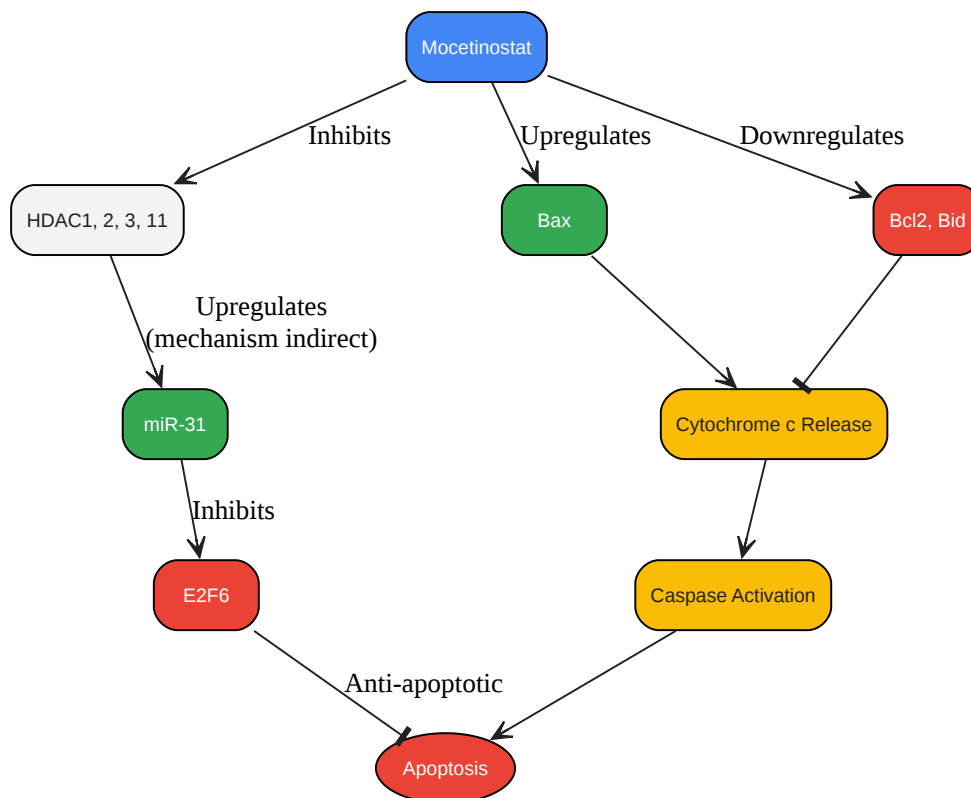 Mocetinostat
Inhibits
Upregulates
Downregulates
HDAC1, 2, 3, 11
Bax
Bcl2, Bid
Upregulates
(mechanism indirect)
miR-31
Cytochrome c Release
Inhibits
E2F6
Caspase Activation
Anti-apoptotic
Apoptosis